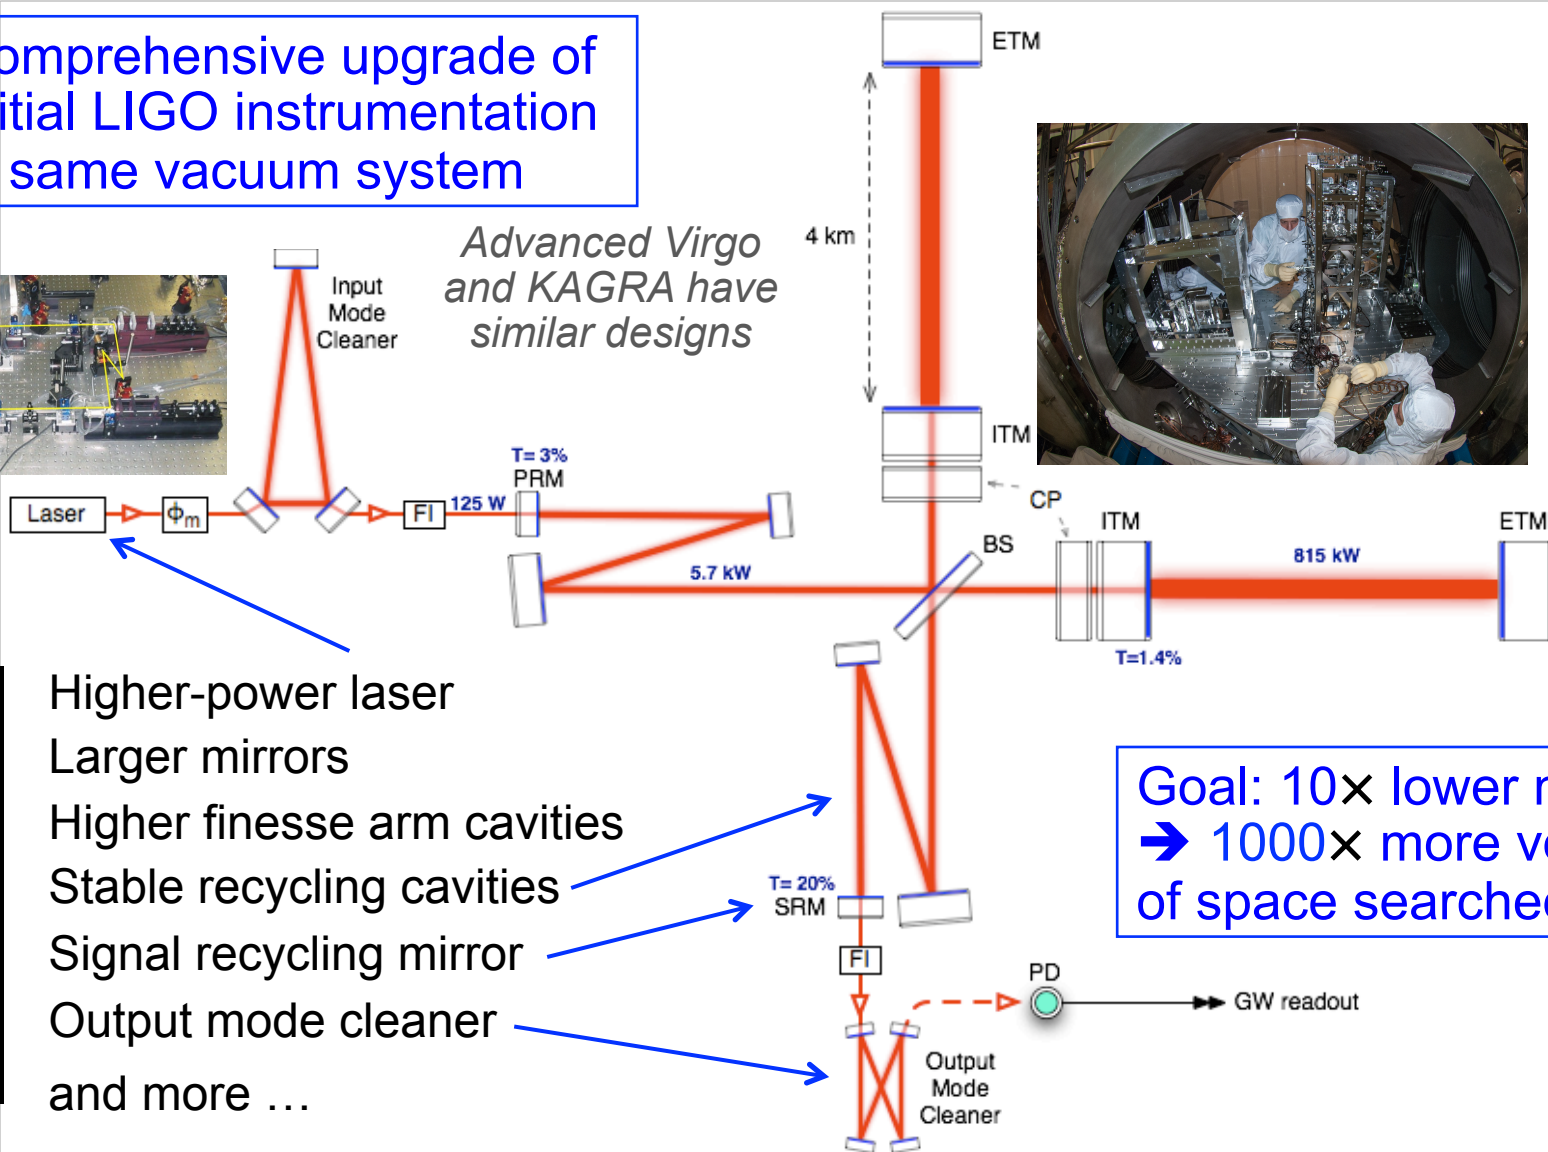 omprehensive upgrade of
itial LIGO instrumentation
same vacuum system
Advanced Virgo
and KAGRA have
similar designs
ETM
4 km
Input
Mode
Cleaner
ITM
CP
T= 3%
PRM
Laser
Φm
FI
125 W
BS
ITM
ETM
5.7 kW
815 kW
T=1.4%
Higher-power laser
Larger mirrors
Higher finesse arm cavities
Stable recycling cavities
Signal recycling mirror
Output mode cleaner
and more …
T= 20%
SRM
FI
PD
GW readout
Output
Mode
Cleaner
Goal: 10× lower
➔ 1000× more
of space searche